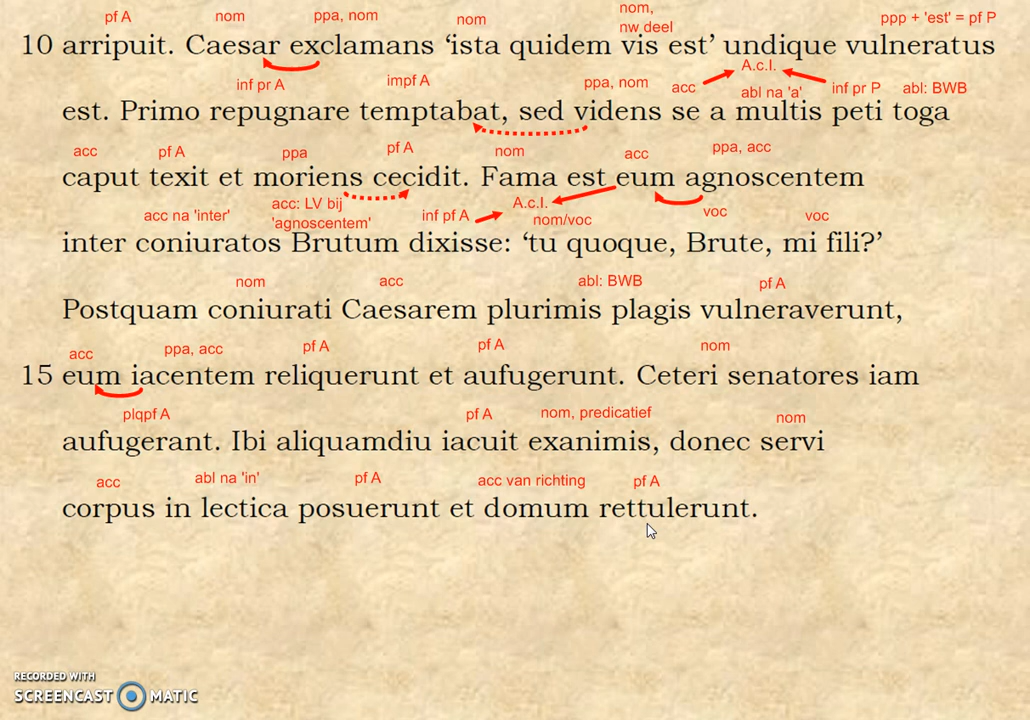 pf A nom ppa, nom nom nom, nw deel ppp + 'est' = pf P
10 arripuit. Caesar exclamans ‘ista quidem vis est’ undique vulneratus
inf pr A impf A ppa, nom acc A.c.I. abl na 'a' inf pr P abl: BWB
est. Primo repugnare temptabat, sed videns se a multis peti toga
acc pf A ppa pf A nom acc ppa, acc
caput texit et moriens cecidit. Fama est eum agnoscentem
acc na 'inter' acc: LV bij 'agnoscentem' inf pf A A.c.I. nom/voc voc voc
inter coniuratos Brutum dixisse: ‘tu quoque, Brute, mi fili?’
nom acc abl: BWB pf A
Postquam coniurati Caesarem plurimis plagis vulneraverunt,
acc ppa, acc pf A pf A nom
15 eum iacentem reliquerunt et aufugerunt. Ceteri senatores iam
plqpf A pf A nom, predicatief nom
aufugerant. Ibi aliquamdiu iacuit exanimis, donec servi
acc abl na 'in' pf A acc van richting pf A
corpus in lectica posuerunt et domum rettulerunt.
RECORDED WITH
SCREENCAST MATIC